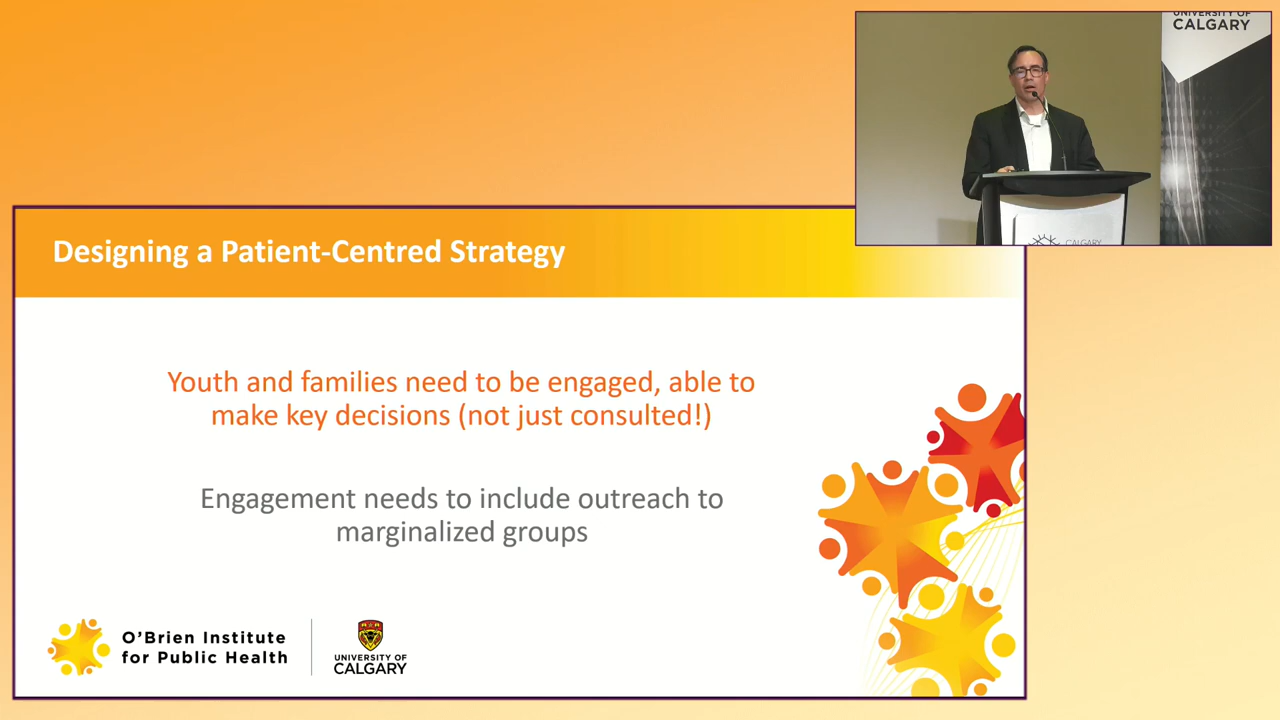 UNIVERSITY OF
CALGARY
CALGARY
Designing a Patient-Centred Strategy
Youth and families need to be engaged, able to
make key decisions (not just consulted!)
Engagement needs to include outreach to
marginalized groups
O'Brien Institute
for Public Health
UNIVERSITY OF
CALGARY